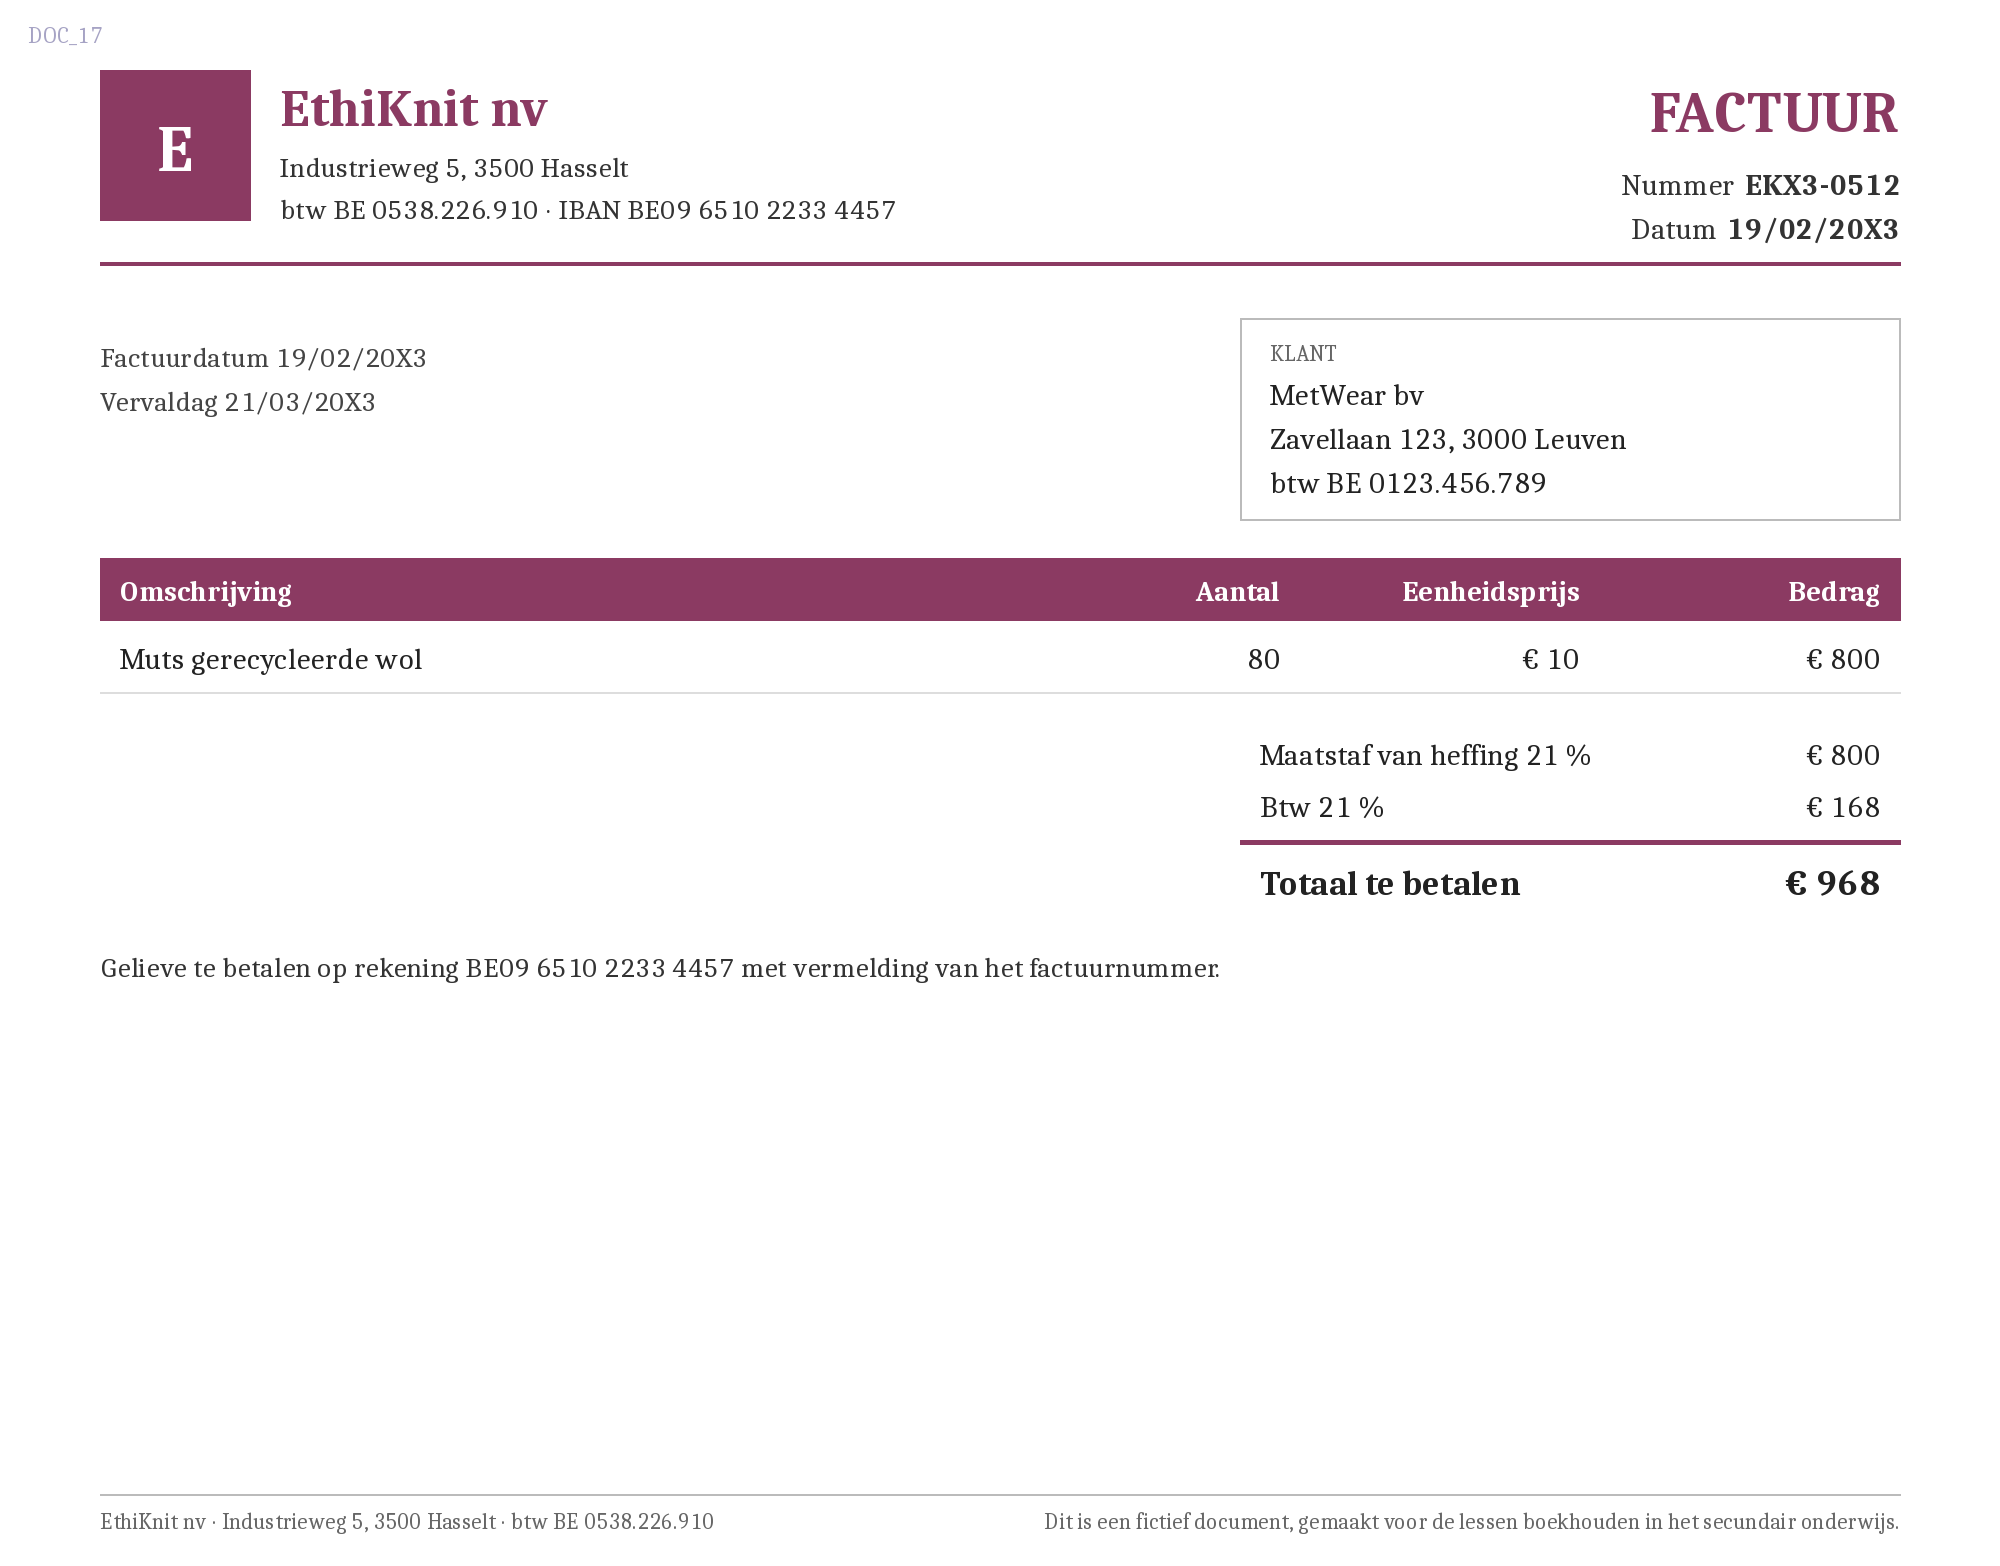 DOC_17
E
EthiKnit nv
Industrieweg 5, 3500 Hasselt
btw BE 0538.226.910 · IBAN BE09 6510 2233 4457
FACTUUR
Nummer EKX3-0512
Datum 19/02/20X3
Factuurdatum 19/02/20X3
Vervaldag 21/03/20X3
KLANT
MetWear bv
Zavellaan 123, 3000 Leuven
btw BE 0123.456.789
Omschrijving Aantal Eenheidsprijs Bedrag
Muts gerecycleerde wol 80 € 10 € 800
Maatstaf van heffing 21 % € 800
Btw 21 % € 168
Totaal te betalen € 968
Gelieve te betalen op rekening BE09 6510 2233 4457 met vermelding van het factuurnummer.
EthiKnit nv · Industrieweg 5, 3500 Hasselt · btw BE 0538.226.910
Dit is een fictief document, gemaakt voor de lessen boekhouden in het secundair onderwijs.